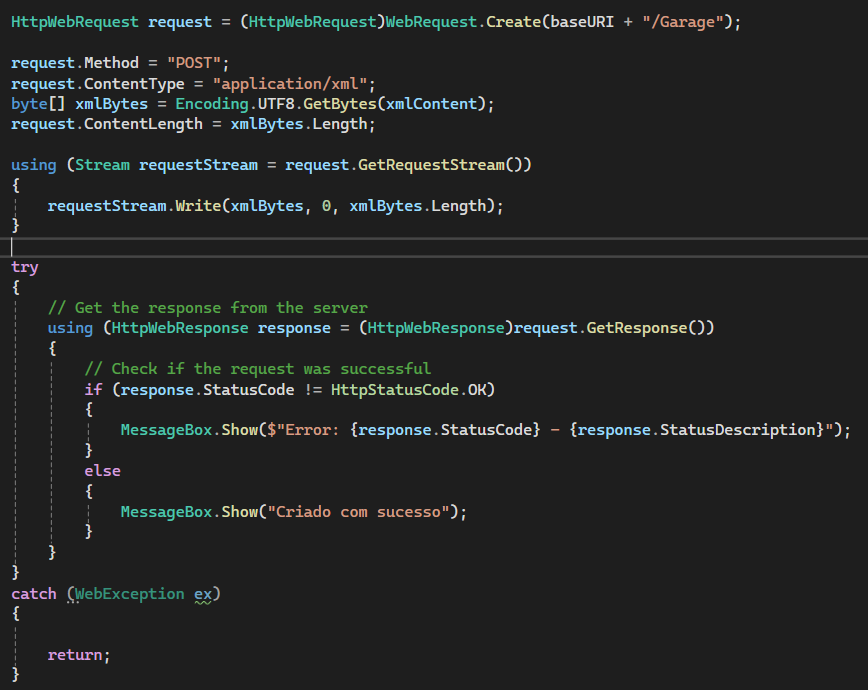 HttpWebRequest request = (HttpWebRequest)WebRequest.Create(baseURI + "/Garage");
request.Method = "POST";
request.ContentType = "application/xml";
byte[] xmlBytes = Encoding.UTF8.GetBytes(xmlContent);
request.ContentLength = xmlBytes.Length;
using (Stream requestStream = request.GetRequestStream())
{
    requestStream.Write(xmlBytes, 0, xmlBytes.Length);
}
try
{
    // Get the response from the server
    using (HttpWebResponse response = (HttpWebResponse)request.GetResponse())
    {
        // Check if the request was successful
        if (response.StatusCode != HttpStatusCode.OK)
        {
            MessageBox.Show($"Error: {response.StatusCode} - {response.StatusDescription}");
        }
        else
        {
            MessageBox.Show("Criado com sucesso");
        }
    }
}
catch (WebException ex)
{
    return;
}